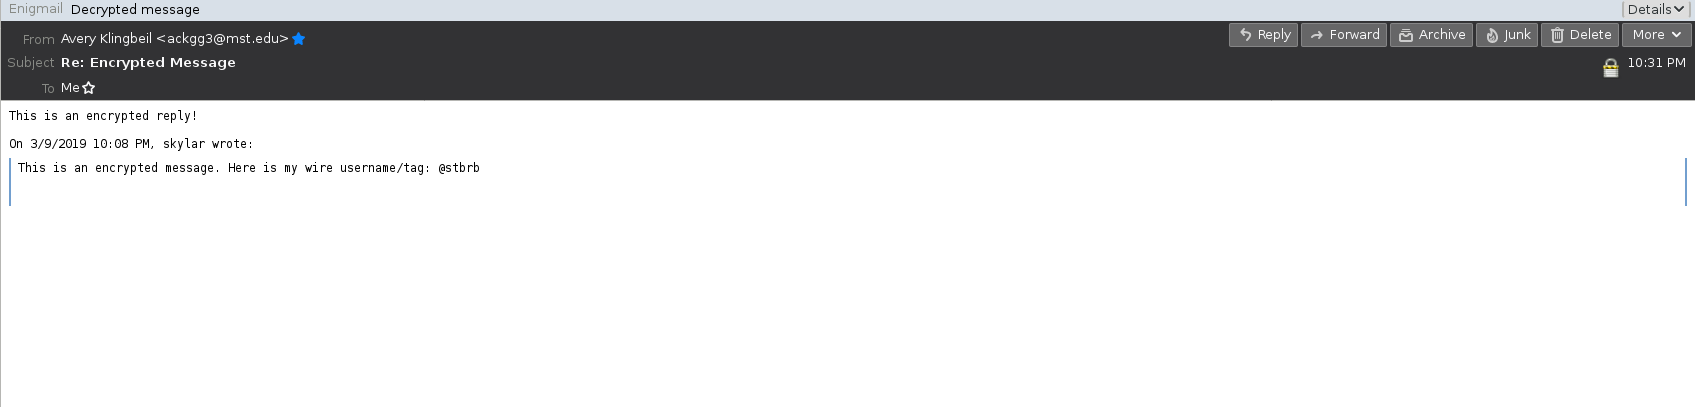 Enigmail Decrypted message Details
From Avery Klingbeil <ackgg3@mst.edu> Reply Forward Archive Junk Delete More
Subject Re: Encrypted Message 10:31 PM
To Me
This is an encrypted reply!
On 3/9/2019 10:08 PM, skylar wrote:
This is an encrypted message. Here is my wire username/tag: @stbrb